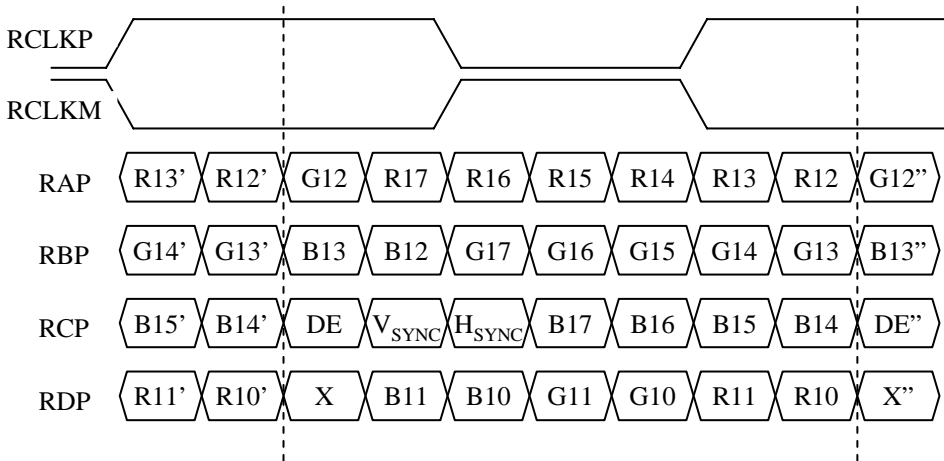 RCLKP
RCLKM
RAP R13’ R12’ G12 R17 R16 R15 R14 R13 R12 G12”
RBP G14’ G13’ B13 B12 G17 G16 G15 G14 G13 B13”
RCP B15’ B14’ DE VSYNC HSYNC B17 B16 B15 B14 DE”
RDP R11’ R10’ X B11 B10 G11 G10 R11 R10 X”